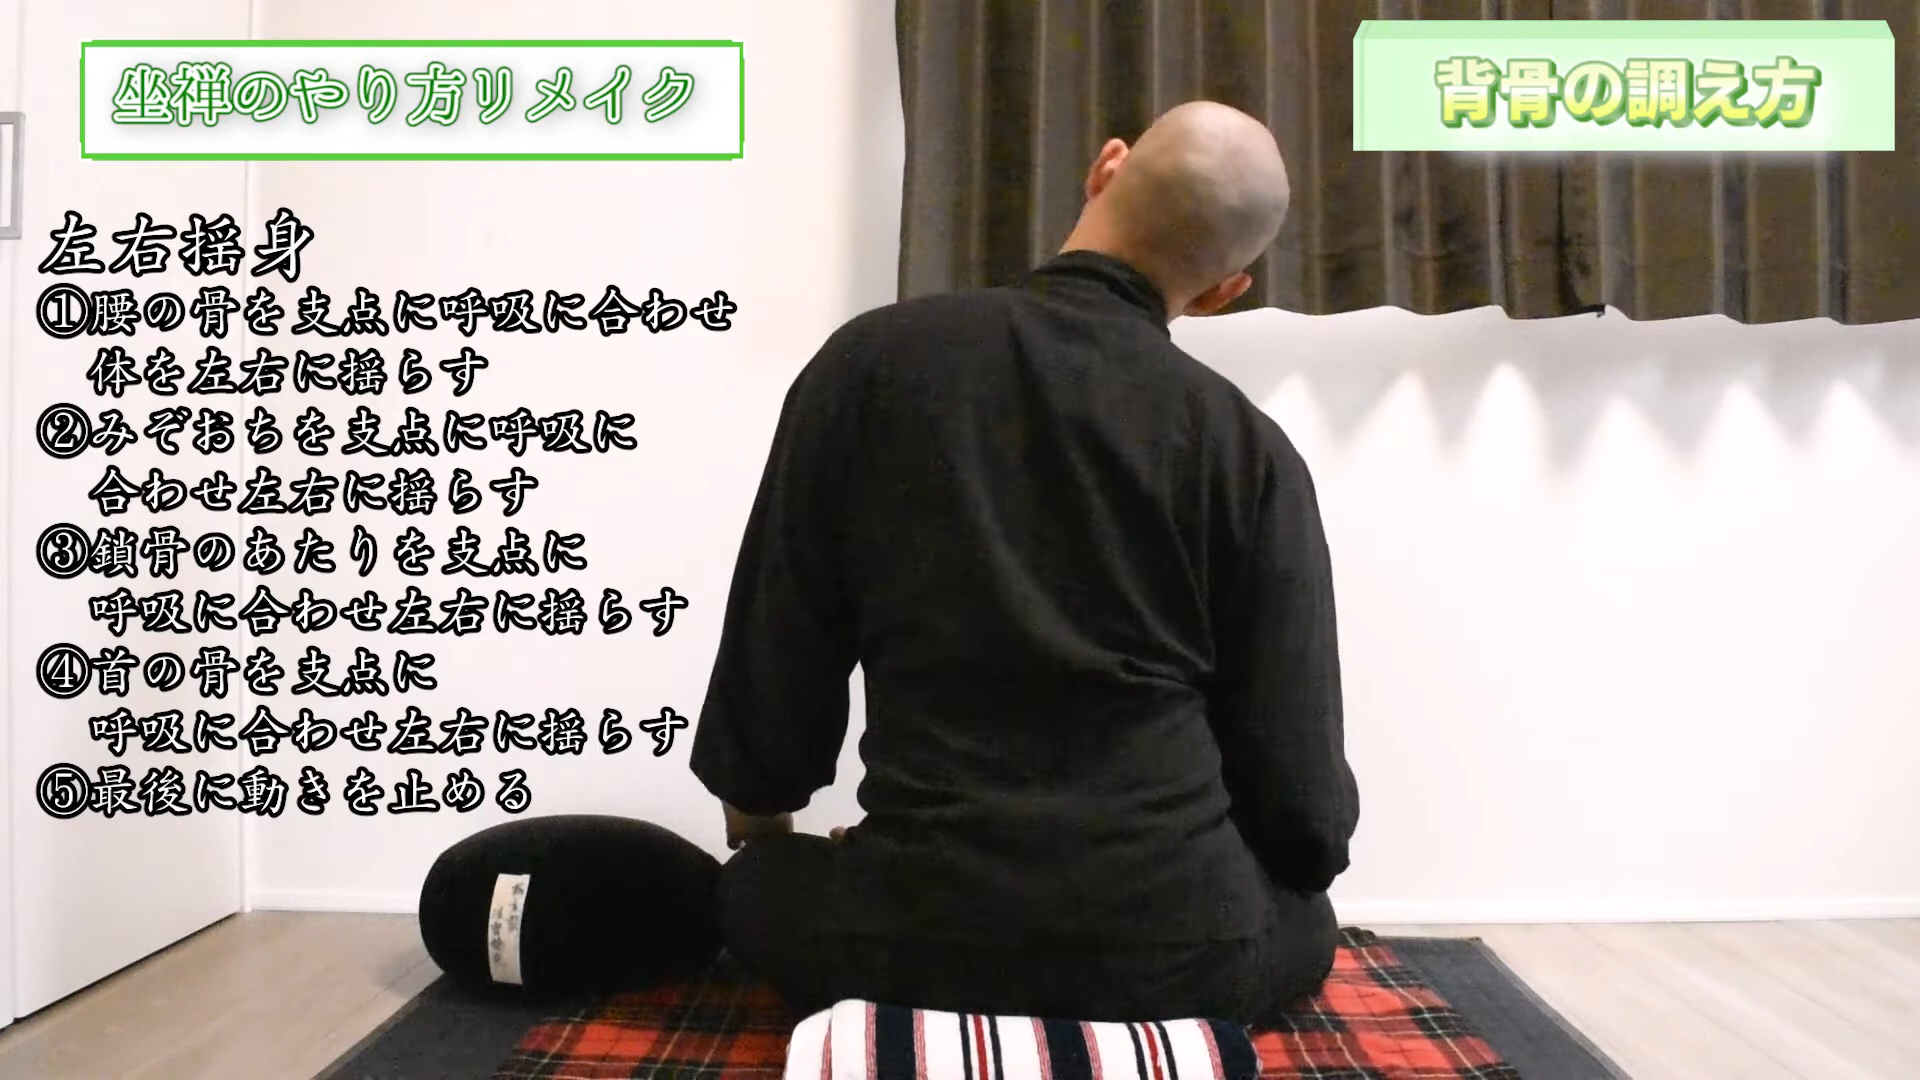 坐禅のやり方リメイク
背骨の調え方
左右揺身
①腰の骨を支点に呼吸に合わせ
体を左右に揺らす
②みぞおちを支点に呼吸に
合わせ左右に揺らす
③鎖骨のあたりを支点に
呼吸に合わせ左右に揺らす
④首の骨を支点に
呼吸に合わせ左右に揺らす
⑤最後に動きを止める